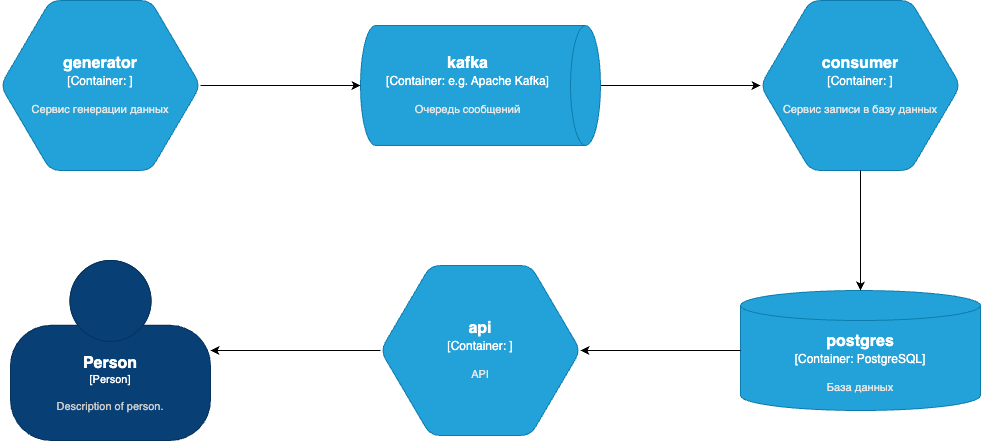 generator
[Container: ]
Сервис генерации данных
kafka
[Container: e.g. Apache Kafka]
Очередь сообщений
consumer
[Container: ]
Сервис записи в базу данных
Person
[Person]
Description of person.
api
[Container: ]
API
postgres
[Container: PostgreSQL]
База данных